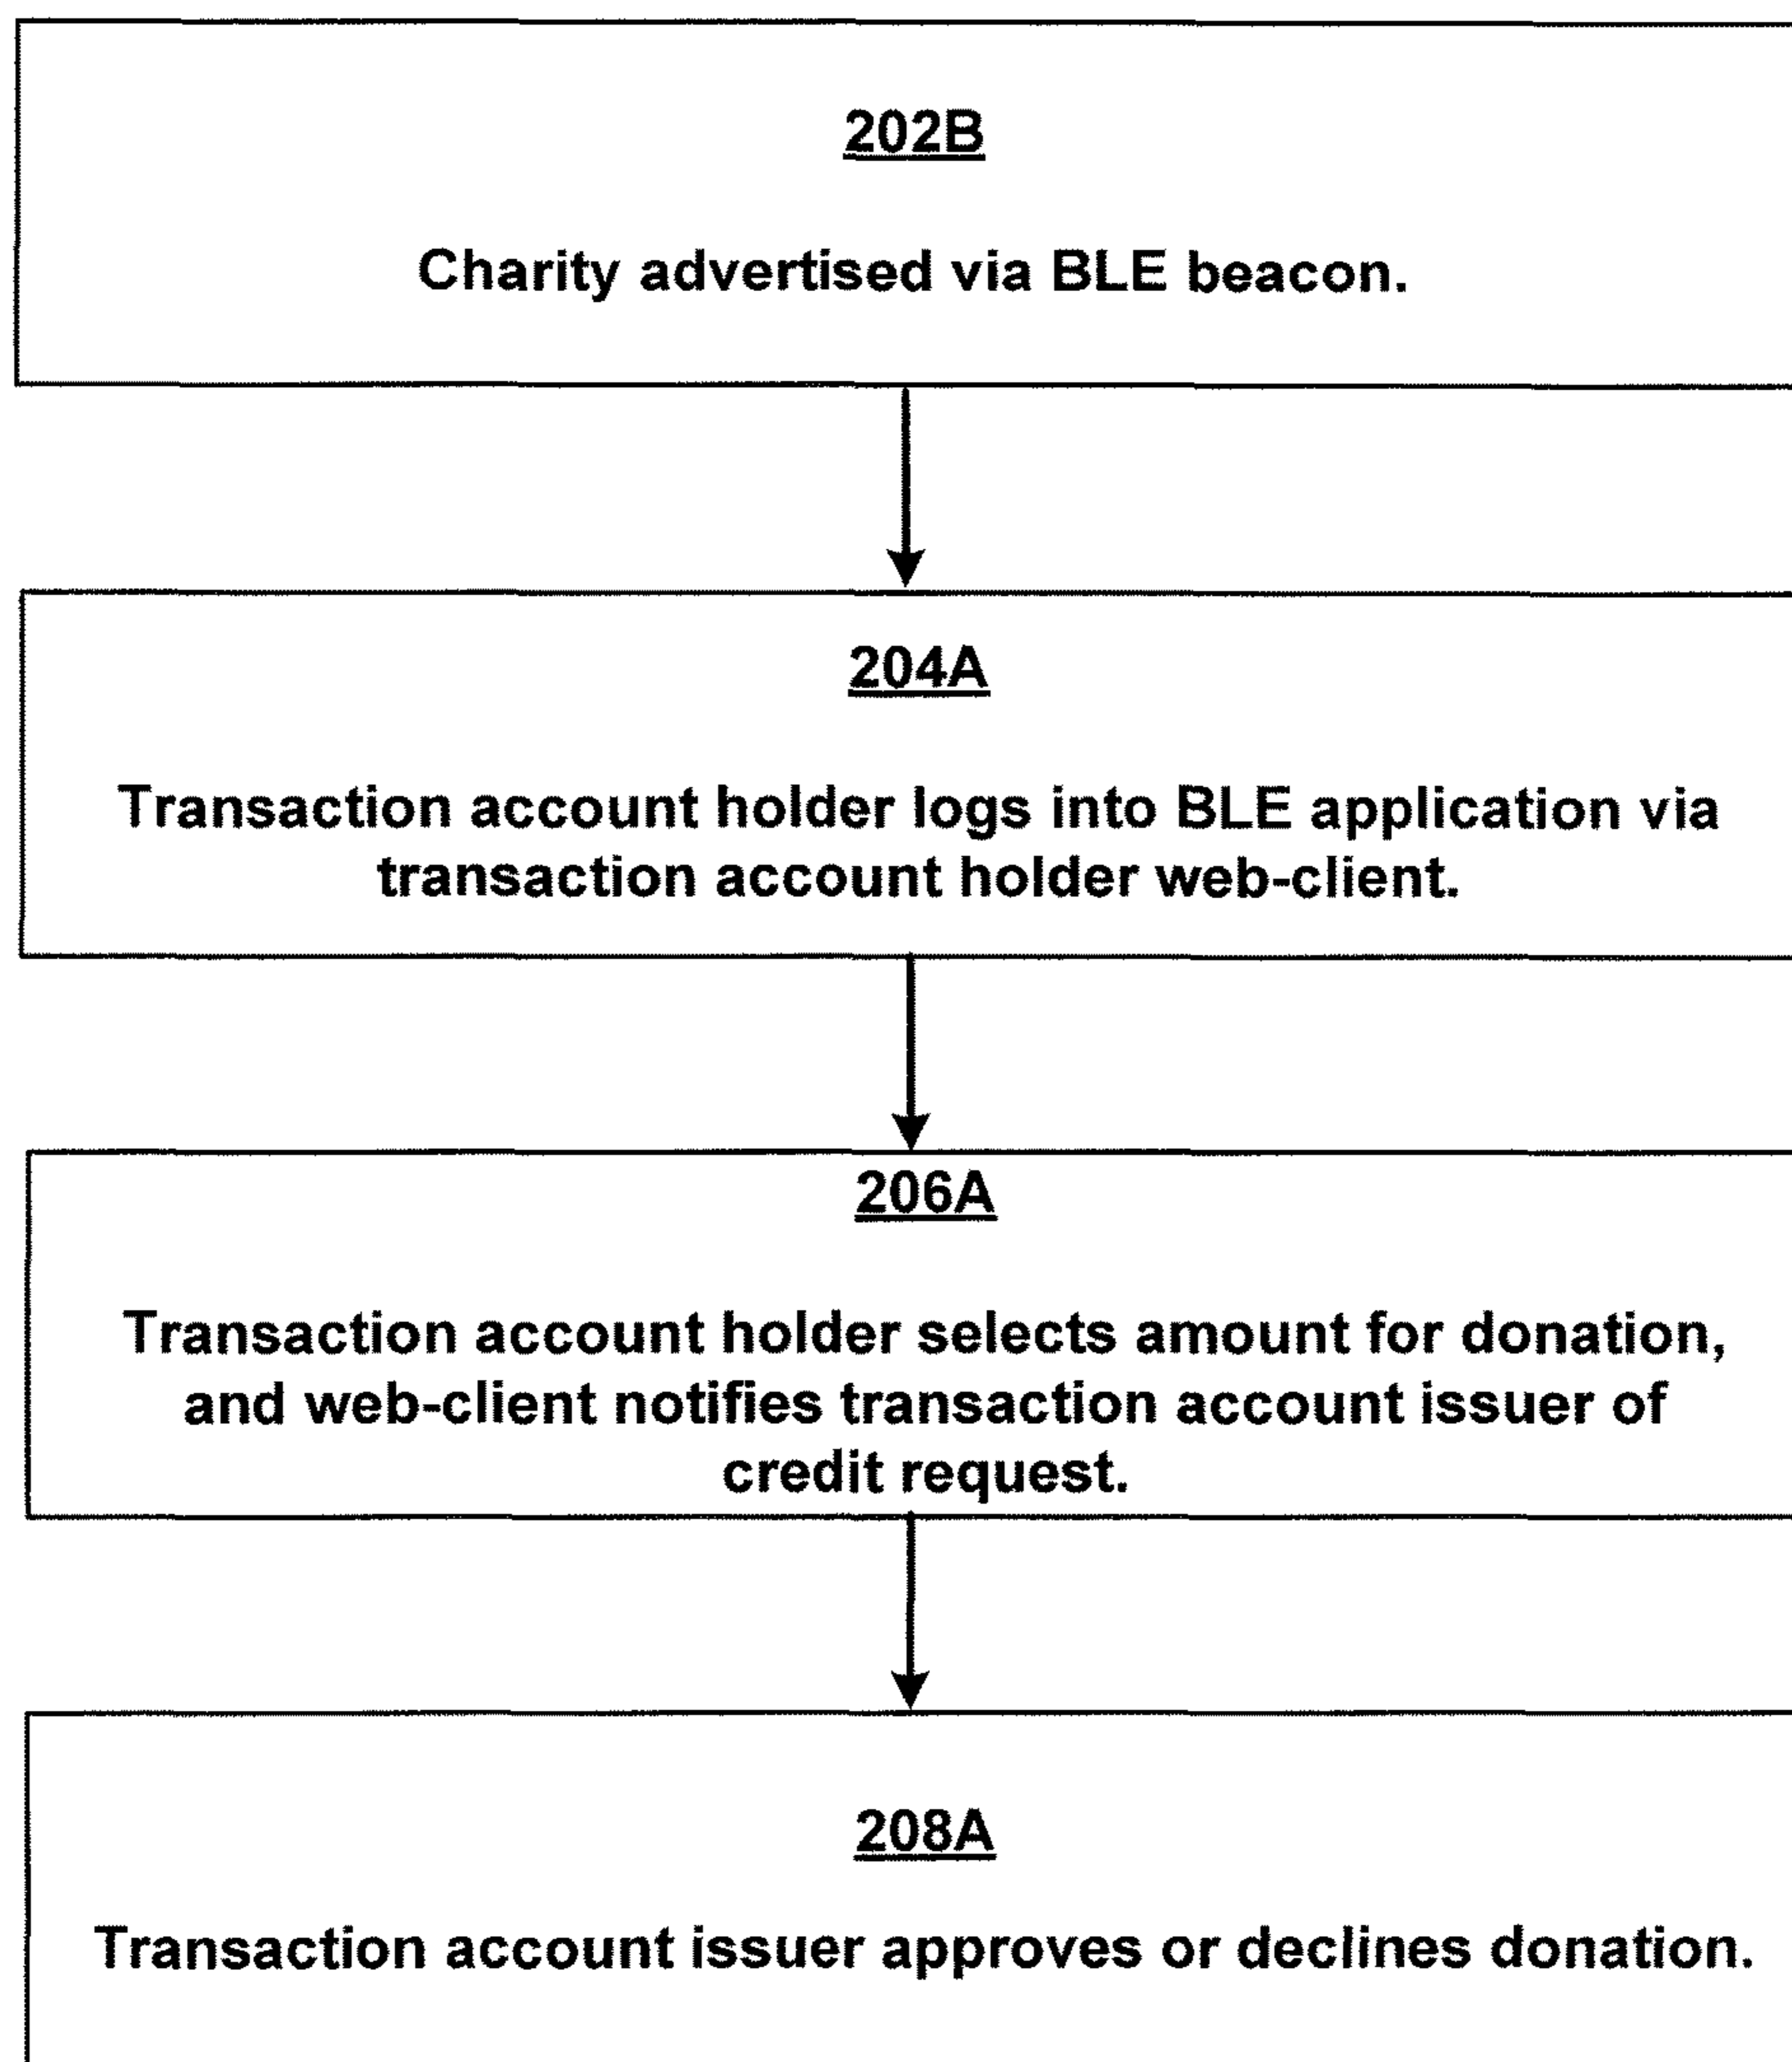 202B
Charity advertised via BLE beacon.
204A
Transaction account holder logs into BLE application via
transaction account holder web-client.
206A
Transaction account holder selects amount for donation,
and web-client notifies transaction account issuer of
credit request.
208A
Transaction account issuer approves or declines donation.